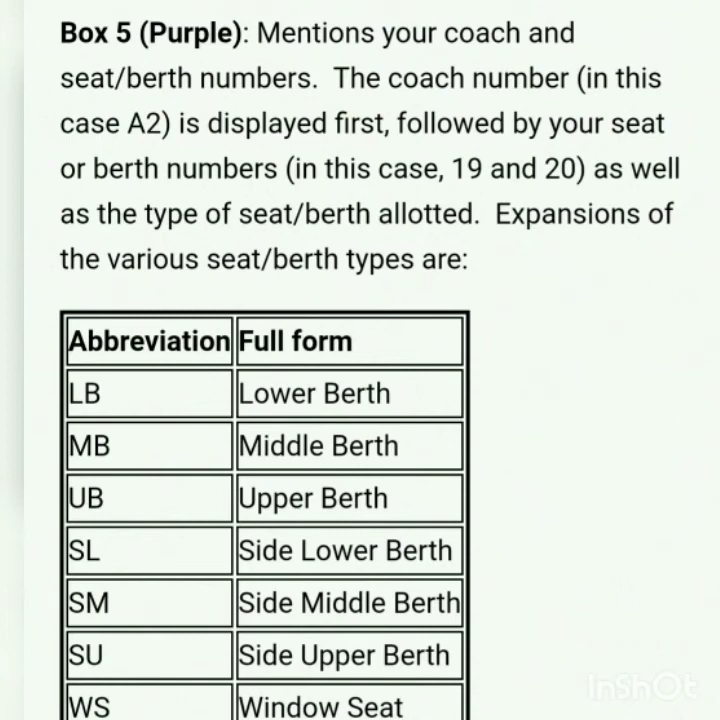 Box 5 (Purple): Mentions your coach and
seat/berth numbers. The coach number (in this
case A2) is displayed first, followed by your seat
or berth numbers (in this case, 19 and 20) as well
as the type of seat/berth allotted. Expansions of
the various seat/berth types are:
Abbreviation Full form
LB Lower Berth
MB Middle Berth
UB Upper Berth
SL Side Lower Berth
SM Side Middle Berth
SU Side Upper Berth
WS Window Seat
InShOt